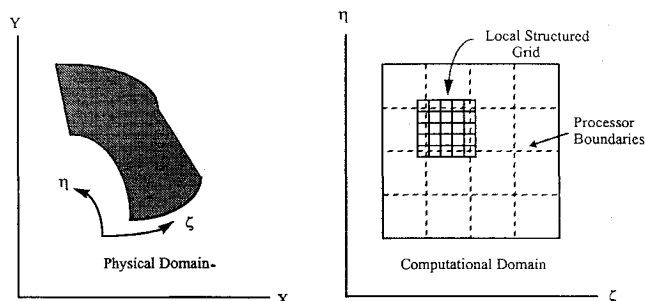 Y
η
ζ
Physical Domain-
X
η
Local Structured
Grid
Processor
Boundaries
Computational Domain
ζ